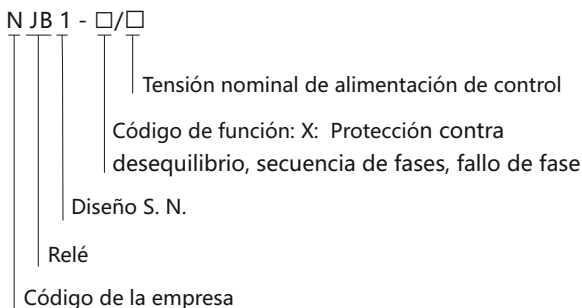 N JB 1 - □/□
Tensión nominal de alimentación de control
Código de función: X: Protección contra
desequilibrio, secuencia de fases, fallo de fase
Diseño S. N.
Relé
Código de la empresa